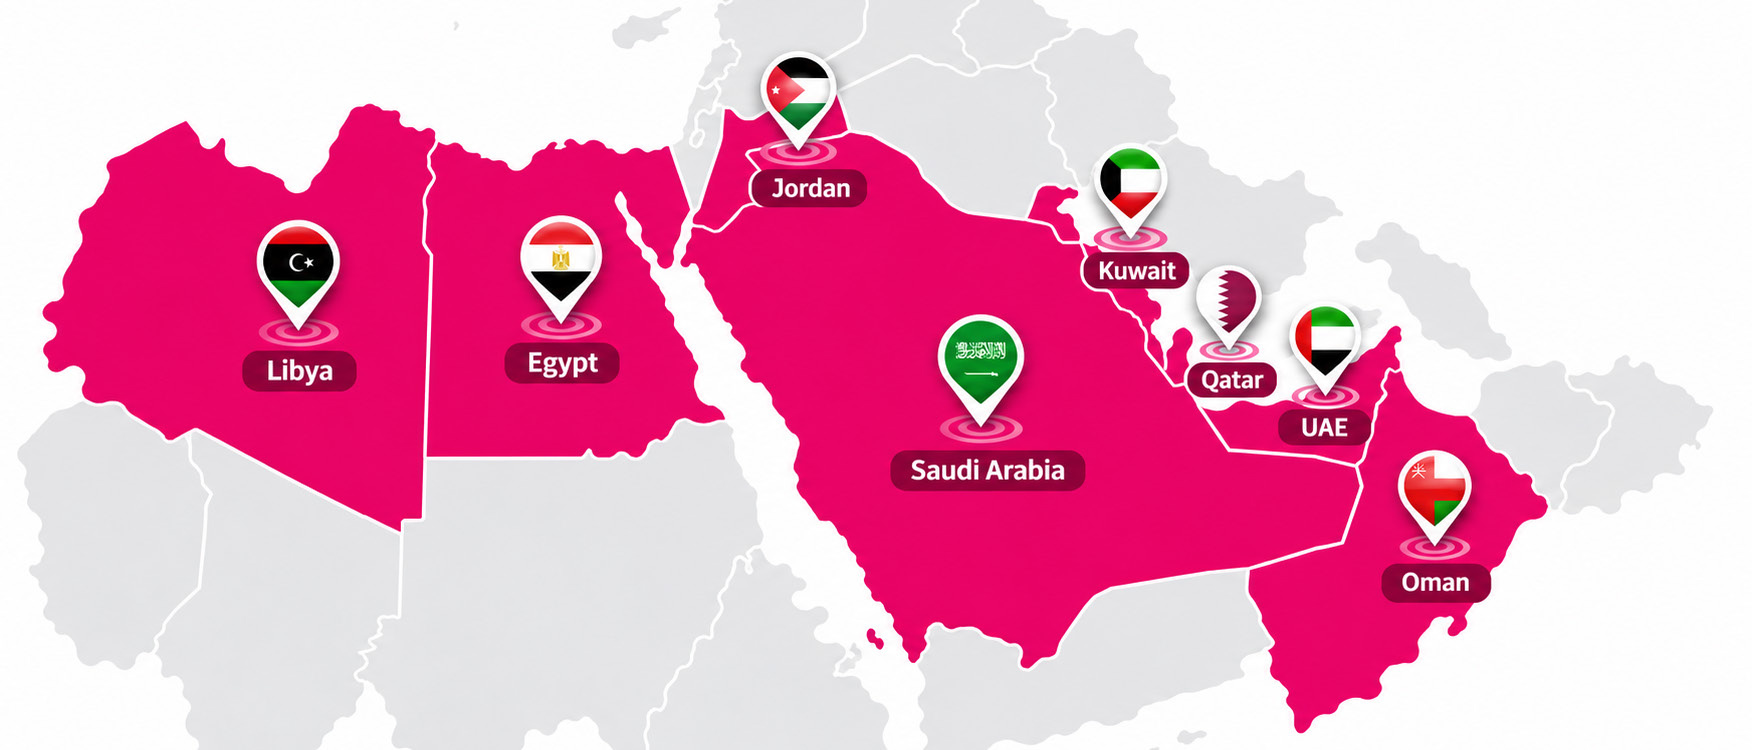 Jordan
Kuwait
Libya
Egypt
Qatar
UAE
Saudi Arabia
Oman